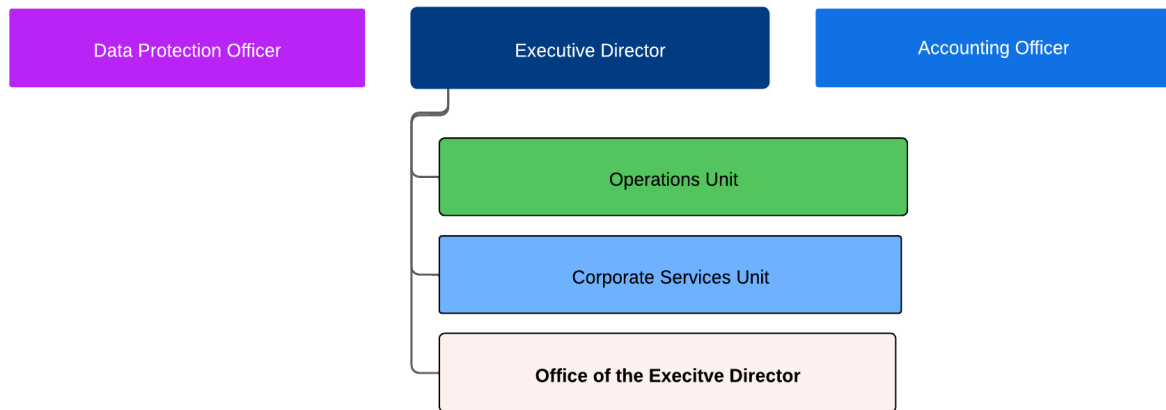 Data Protection Officer
Executive Director
Accounting Officer
Operations Unit
Corporate Services Unit
Office of the Execitve Director